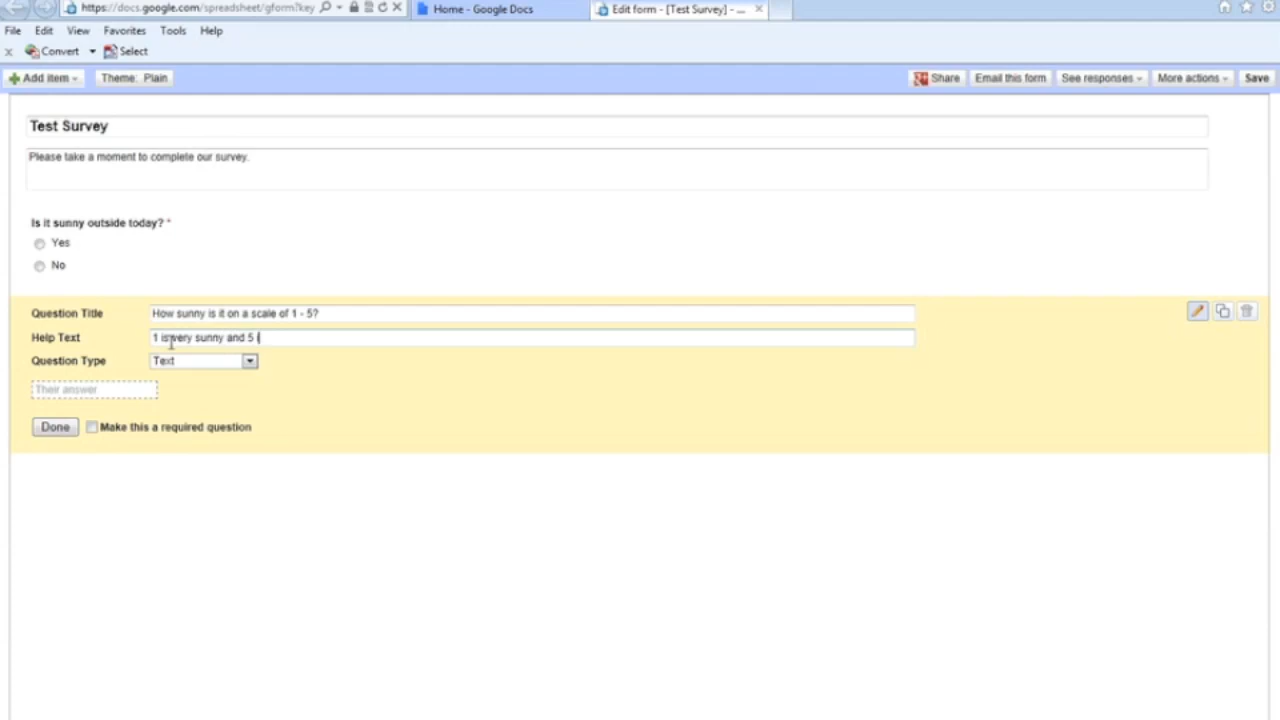 https://docs.google.com/spreadsheet/gform?key
Home - Google Docs
Edit form - [Test Survey] - ...
File Edit View Favorites Tools Help
x Convert Select
Add item Theme: Plain Share Email this form See responses More actions Save
Test Survey
Please take a moment to complete our survey.
Is it sunny outside today? *
Yes
No
Question Title How sunny is it on a scale of 1 - 5?
Help Text 1 is very sunny and 5 i
Question Type Text
Their answer
Done Make this a required question